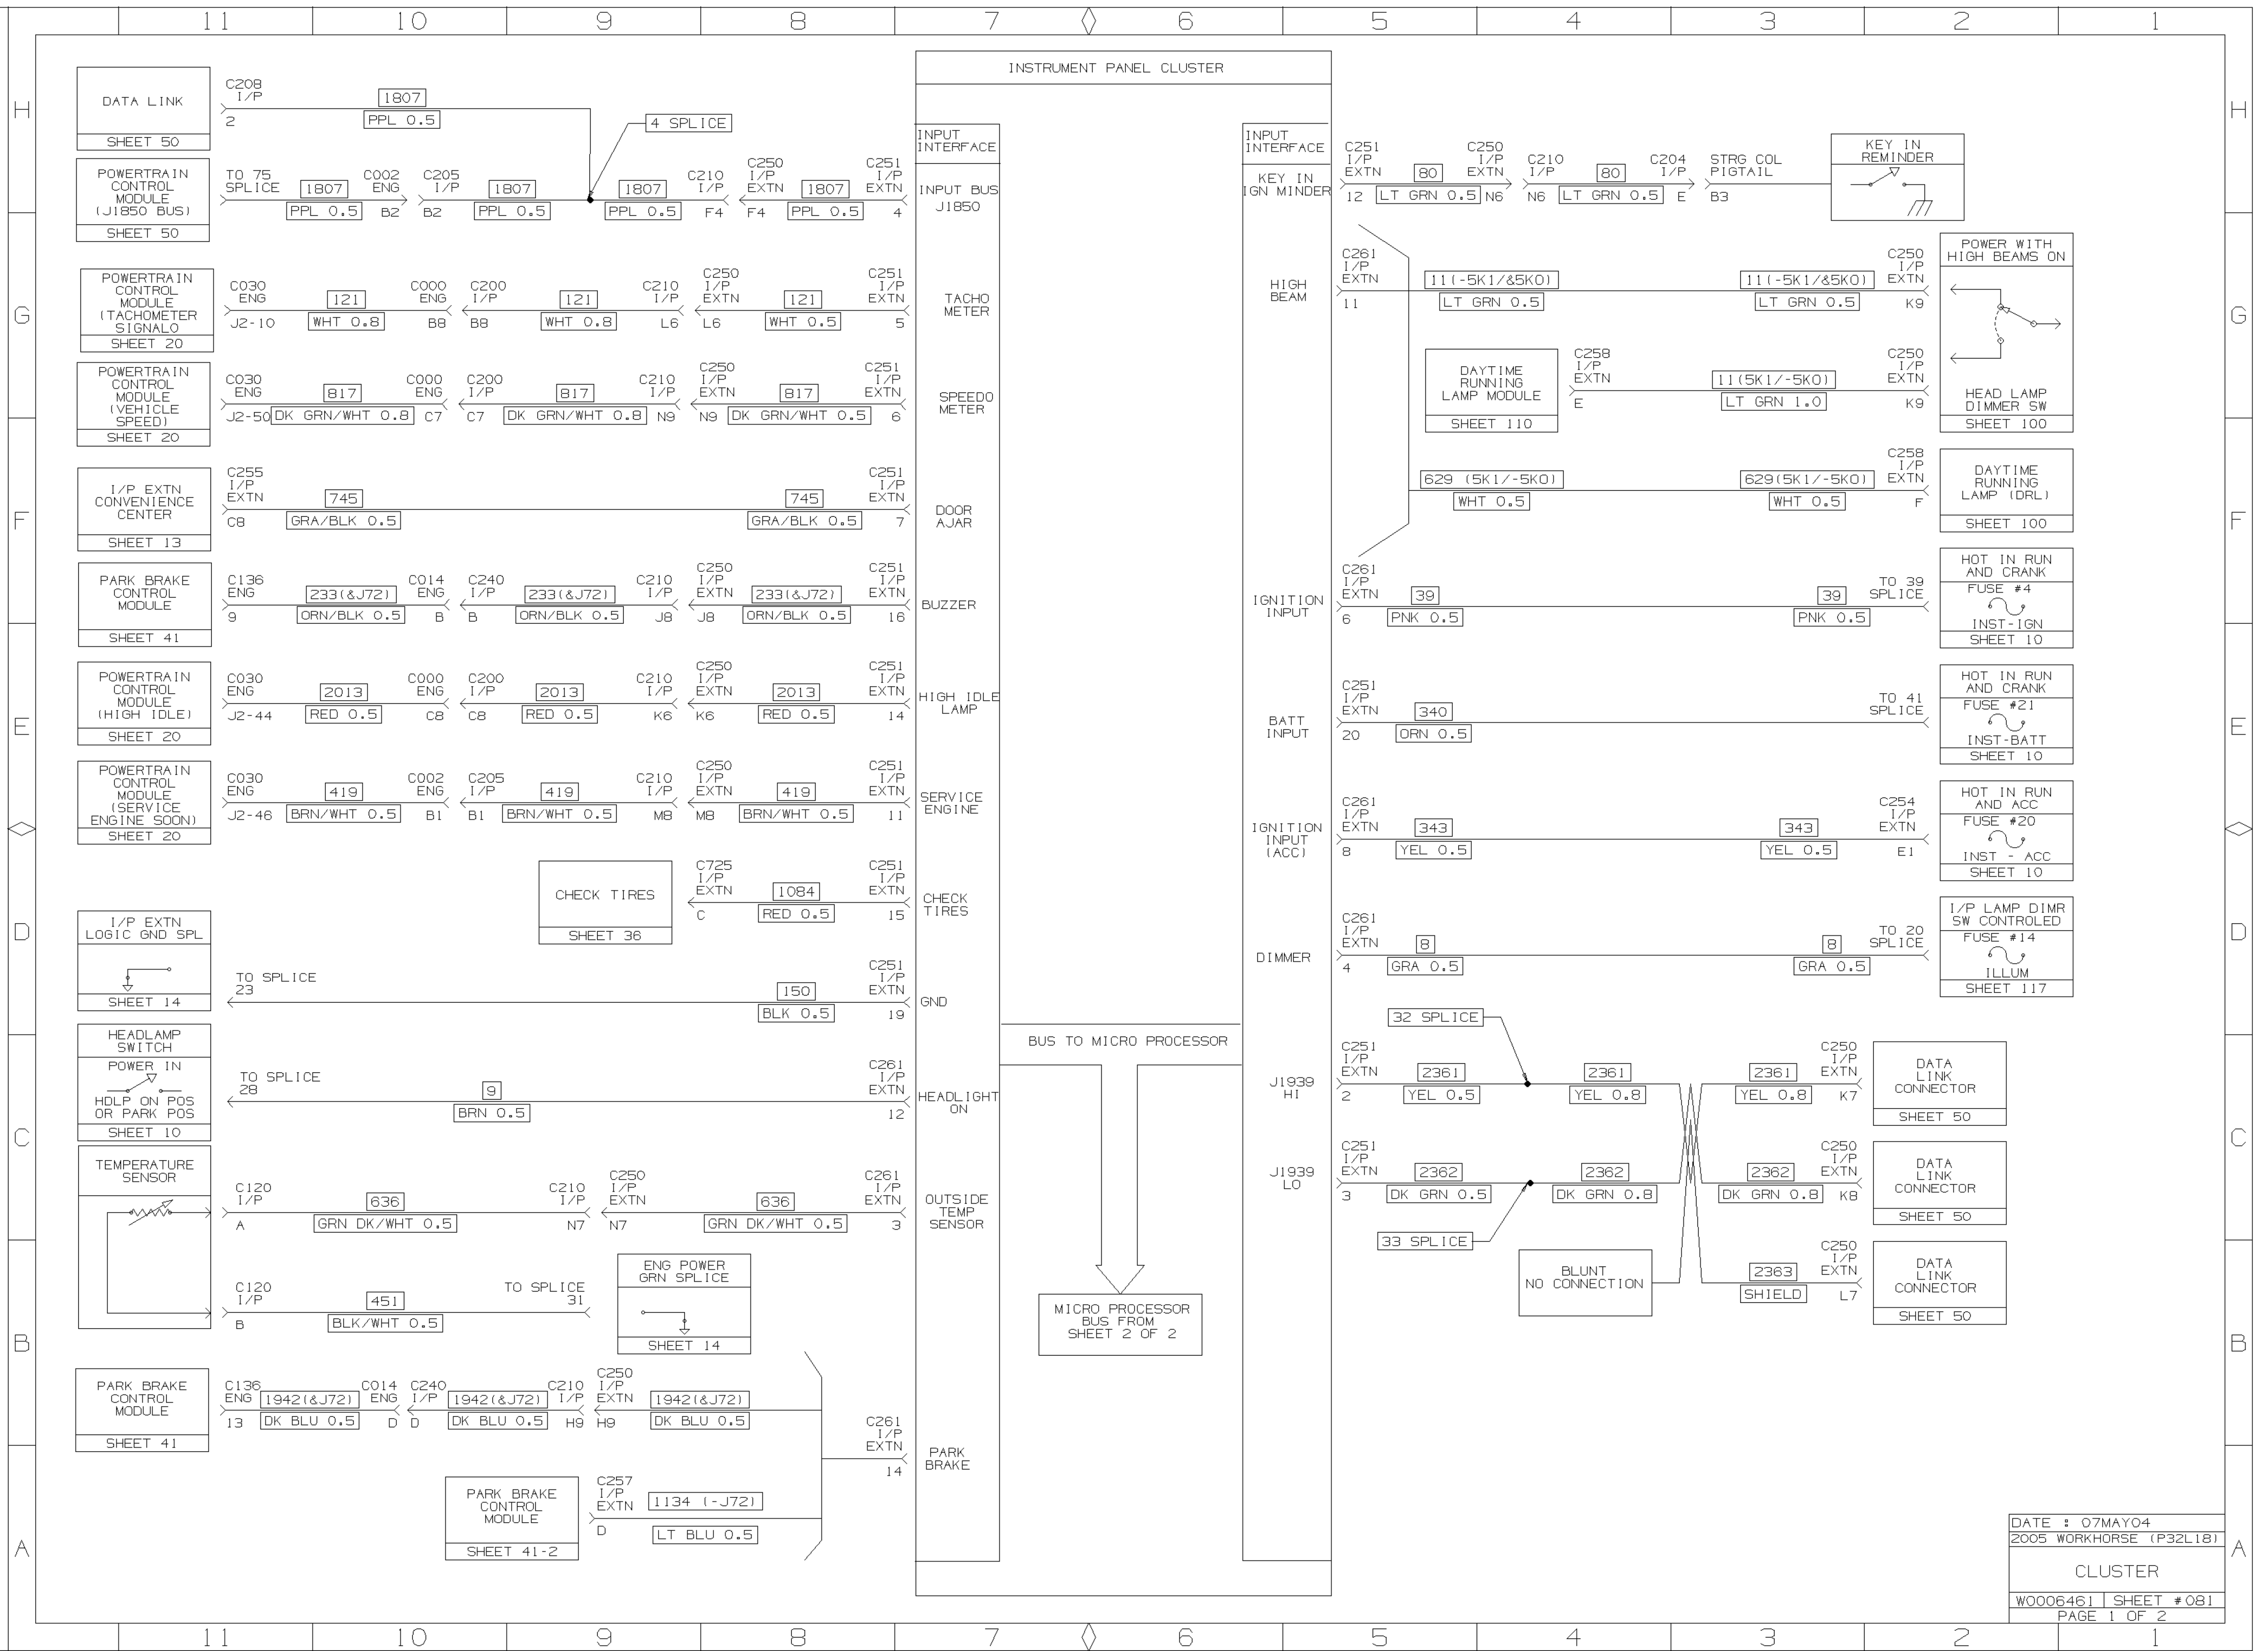 11 10 9 8 7 6 5 4 3 2 1
H
G
F
E
D
C
B
A
INSTRUMENT PANEL CLUSTER
DATA LINK
SHEET 50
C208
I/P
2
1807
PPL 0.5
4 SPLICE
INPUT
INTERFACE
POWERTRAIN
CONTROL
MODULE
(J1850 BUS)
SHEET 50
TO 75
SPLICE
1807
PPL 0.5
C002
ENG
B2
C205
I/P
B2
1807
PPL 0.5
1807
PPL 0.5
C210
I/P
F4
C250
I/P
EXTN
F4
1807
PPL 0.5
C251
I/P
EXTN
4
INPUT BUS
J1850
POWERTRAIN
CONTROL
MODULE
(TACHOMETER
SIGNALO
SHEET 20
C030
ENG
J2-10
121
WHT 0.8
C000
ENG
B8
C200
I/P
B8
121
WHT 0.8
C210
I/P
L6
C250
I/P
EXTN
L6
121
WHT 0.5
C251
I/P
EXTN
5
TACHO
METER
POWERTRAIN
CONTROL
MODULE
(VEHICLE
SPEED)
SHEET 20
C030
ENG
J2-50
817
DK GRN/WHT 0.8
C000
ENG
C7
C200
I/P
C7
817
DK GRN/WHT 0.8
C210
I/P
N9
C250
I/P
EXTN
N9
817
DK GRN/WHT 0.5
C251
I/P
EXTN
6
SPEEDO
METER
I/P EXTN
CONVENIENCE
CENTER
SHEET 13
C255
I/P
EXTN
C8
745
GRA/BLK 0.5
745
GRA/BLK 0.5
C251
I/P
EXTN
7
DOOR
AJAR
PARK BRAKE
CONTROL
MODULE
SHEET 41
C136
ENG
9
233(&J72)
ORN/BLK 0.5
C014
ENG
B
C240
I/P
B
233(&J72)
ORN/BLK 0.5
C210
I/P
J8
C250
I/P
EXTN
J8
233(&J72)
ORN/BLK 0.5
C251
I/P
EXTN
16
BUZZER
POWERTRAIN
CONTROL
MODULE
(HIGH IDLE)
SHEET 20
C030
ENG
J2-44
2013
RED 0.5
C000
ENG
C8
C200
I/P
C8
2013
RED 0.5
C210
I/P
K6
C250
I/P
EXTN
K6
2013
RED 0.5
C251
I/P
EXTN
14
HIGH IDLE
LAMP
POWERTRAIN
CONTROL
MODULE
(SERVICE
ENGINE SOON)
SHEET 20
C030
ENG
J2-46
419
BRN/WHT 0.5
C002
ENG
B1
C205
I/P
B1
419
BRN/WHT 0.5
C210
I/P
M8
C250
I/P
EXTN
M8
419
BRN/WHT 0.5
C251
I/P
EXTN
11
SERVICE
ENGINE
CHECK TIRES
SHEET 36
C725
I/P
EXTN
C
1084
RED 0.5
C251
I/P
EXTN
15
CHECK
TIRES
I/P EXTN
LOGIC GND SPL
SHEET 14
TO SPLICE
23
150
BLK 0.5
C251
I/P
EXTN
19
GND
HEADLAMP
SWITCH
POWER IN
HDLP ON POS
OR PARK POS
SHEET 10
TO SPLICE
28
9
BRN 0.5
C261
I/P
EXTN
12
HEADLIGHT
ON
TEMPERATURE
SENSOR
C120
I/P
A
636
GRN DK/WHT 0.5
C210
I/P
N7
C250
I/P
EXTN
N7
636
GRN DK/WHT 0.5
C261
I/P
EXTN
3
OUTSIDE
TEMP
SENSOR
C120
I/P
B
451
BLK/WHT 0.5
TO SPLICE
31
ENG POWER
GRN SPLICE
SHEET 14
PARK BRAKE
CONTROL
MODULE
SHEET 41
C136
ENG
13
1942(&J72)
DK BLU 0.5
C014
ENG
D
C240
I/P
D
1942(&J72)
DK BLU 0.5
C210
I/P
H9
C250
I/P
EXTN
H9
1942(&J72)
DK BLU 0.5
C261
I/P
EXTN
14
PARK
BRAKE
PARK BRAKE
CONTROL
MODULE
SHEET 41-2
C257
I/P
EXTN
D
1134 (-J72)
LT BLU 0.5
BUS TO MICRO PROCESSOR
MICRO PROCESSOR
BUS FROM
SHEET 2 OF 2
INPUT
INTERFACE
KEY IN
IGN MINDER
C251
I/P
EXTN
12
80
LT GRN 0.5
C250
I/P
EXTN
N6
C210
I/P
N6
80
LT GRN 0.5
C204
I/P
E
STRG COL
PIGTAIL
B3
KEY IN
REMINDER
HIGH
BEAM
C261
I/P
EXTN
11
11(-5K1/&5K0)
LT GRN 0.5
11(-5K1/&5K0)
LT GRN 0.5
C250
I/P
EXTN
K9
POWER WITH
HIGH BEAMS ON
HEAD LAMP
DIMMER SW
SHEET 100
DAYTIME
RUNNING
LAMP MODULE
SHEET 110
C258
I/P
EXTN
E
11(5K1/-5K0)
LT GRN 1.0
C250
I/P
EXTN
K9
629 (5K1/-5K0)
WHT 0.5
629(5K1/-5K0)
WHT 0.5
C258
I/P
EXTN
F
DAYTIME
RUNNING
LAMP (DRL)
SHEET 100
IGNITION
INPUT
C261
I/P
EXTN
6
39
PNK 0.5
39
PNK 0.5
TO 39
SPLICE
HOT IN RUN
AND CRANK
FUSE #4
INST-IGN
SHEET 10
BATT
INPUT
C251
I/P
EXTN
20
340
ORN 0.5
TO 41
SPLICE
HOT IN RUN
AND CRANK
FUSE #21
INST-BATT
SHEET 10
IGNITION
INPUT
(ACC)
C261
I/P
EXTN
8
343
YEL 0.5
343
YEL 0.5
C254
I/P
EXTN
E1
HOT IN RUN
AND ACC
FUSE #20
INST - ACC
SHEET 10
DIMMER
C261
I/P
EXTN
4
8
GRA 0.5
8
GRA 0.5
TO 20
SPLICE
I/P LAMP DIMR
SW CONTROLED
FUSE #14
ILLUM
SHEET 117
32 SPLICE
J1939
HI
C251
I/P
EXTN
2
2361
YEL 0.5
2361
YEL 0.8
2361
YEL 0.8
C250
I/P
EXTN
K7
DATA
LINK
CONNECTOR
SHEET 50
J1939
LO
C251
I/P
EXTN
3
2362
DK GRN 0.5
2362
DK GRN 0.8
2362
DK GRN 0.8
C250
I/P
EXTN
K8
DATA
LINK
CONNECTOR
SHEET 50
33 SPLICE
BLUNT
NO CONNECTION
2363
SHIELD
C250
I/P
EXTN
L7
DATA
LINK
CONNECTOR
SHEET 50
H
G
F
E
D
C
B
A
DATE : 07MAY04
2005 WORKHORSE (P32L18)
CLUSTER
W0006461 SHEET #081
PAGE 1 OF 2
11 10 9 8 7 6 5 4 3 2 1